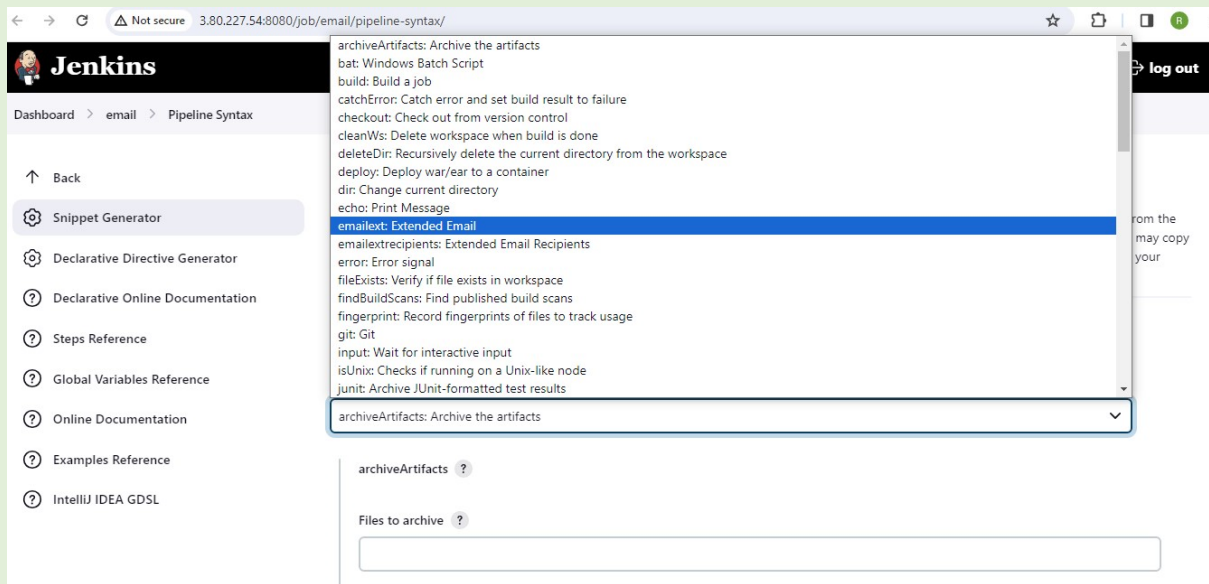 Not secure 3.80.227.54:8080/job/email/pipeline-syntax/
R
Jenkins
log out
Dashboard > email > Pipeline Syntax
archiveArtifacts: Archive the artifacts
bat: Windows Batch Script
build: Build a job
catchError: Catch error and set build result to failure
checkout: Check out from version control
cleanWs: Delete workspace when build is done
deleteDir: Recursively delete the current directory from the workspace
deploy: Deploy war/ear to a container
dir: Change current directory
echo: Print Message
emailext: Extended Email
emailextrecipients: Extended Email Recipients
error: Error signal
fileExists: Verify if file exists in workspace
findBuildScans: Find published build scans
fingerprint: Record fingerprints of files to track usage
git: Git
input: Wait for interactive input
isUnix: Checks if running on a Unix-like node
junit: Archive JUnit-formatted test results
archiveArtifacts: Archive the artifacts
Back
Snippet Generator
Declarative Directive Generator
Declarative Online Documentation
Steps Reference
Global Variables Reference
Online Documentation
Examples Reference
IntelliJ IDEA GDSL
from the
may copy
your
archiveArtifacts ?
Files to archive ?